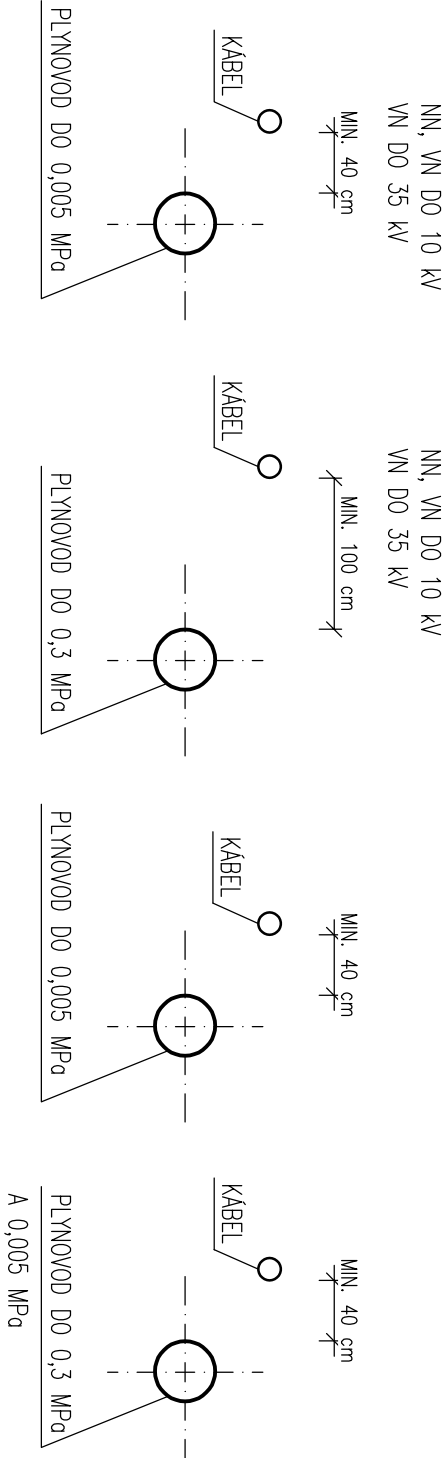 NN, VN DO 10 kV
VN DO 35 kV
MIN. 40 cm
KÁBEL
PLYNOVOD DO 0,005 MPa
NN, VN DO 10 kV
VN DO 35 kV
MIN. 100 cm
KÁBEL
PLYNOVOD DO 0,3 MPa
MIN. 40 cm
KÁBEL
PLYNOVOD DO 0,005 MPa
MIN. 40 cm
KÁBEL
PLYNOVOD DO 0,3 MPa
A 0,005 MPa